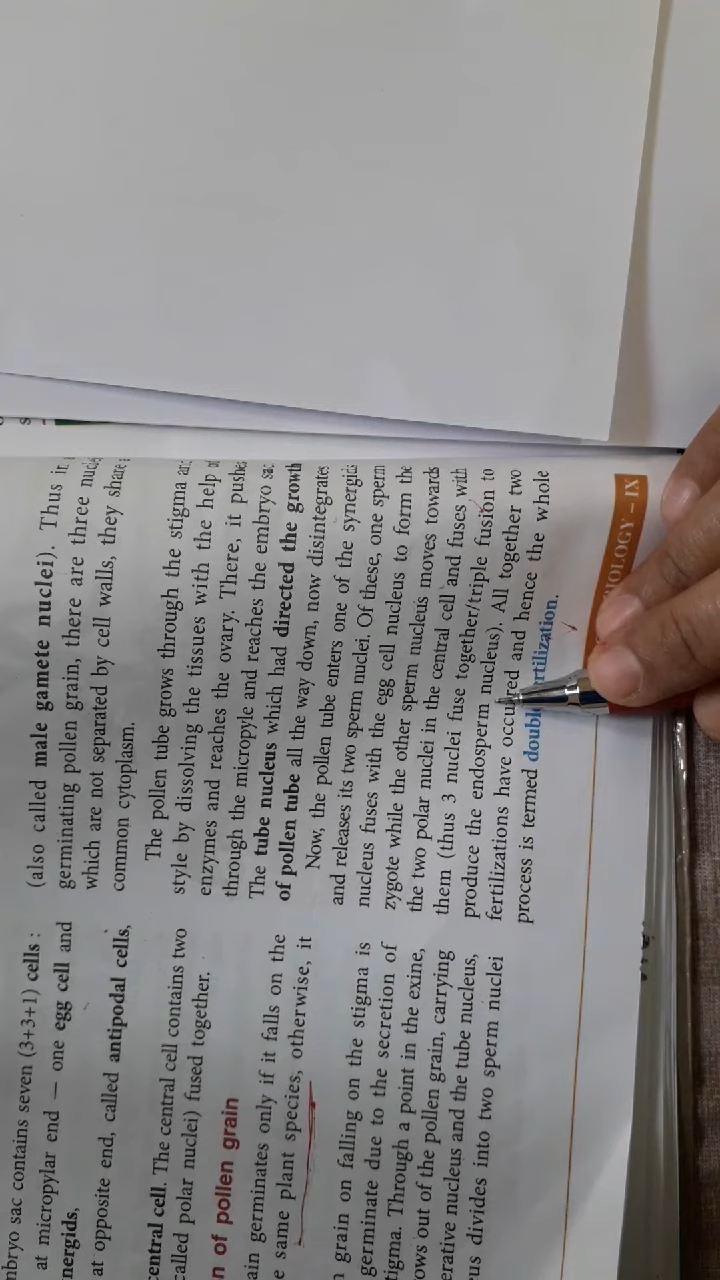 bryo sac contains seven (3+3+1) cells :
at micropylar end — one egg cell and
nergids,
at opposite end, called antipodal cells,
entral cell. The central cell contains two
called polar nuclei) fused together.
n of pollen grain
ain germinates only if it falls on the
e same plant species, otherwise, it
grain on falling on the stigma is
germinate due to the secretion of
tigma. Through a point in the exine,
ows out of the pollen grain, carrying
erative nucleus and the tube nucleus,
us divides into two sperm nuclei
(also called male gamete nuclei). Thus in
germinating pollen grain, there are three nucle
which are not separated by cell walls, they share
common cytoplasm.
The pollen tube grows through the stigma an
style by dissolving the tissues with the help
enzymes and reaches the ovary. There, it pushe
through the micropyle and reaches the embryo sac
The tube nucleus which had directed the growth
of pollen tube all the way down, now disintegrates
Now, the pollen tube enters one of the synergids
and releases its two sperm nuclei. Of these, one sperm
nucleus fuses with the egg cell nucleus to form the
zygote while the other sperm nucleus moves towards
the two polar nuclei in the central cell and fuses with
them (thus 3 nuclei fuse together/triple fusion to
produce the endosperm nucleus). All together two
fertilizations have occurred and hence the whole
process is termed double fertilization.
IOLOGY – IX